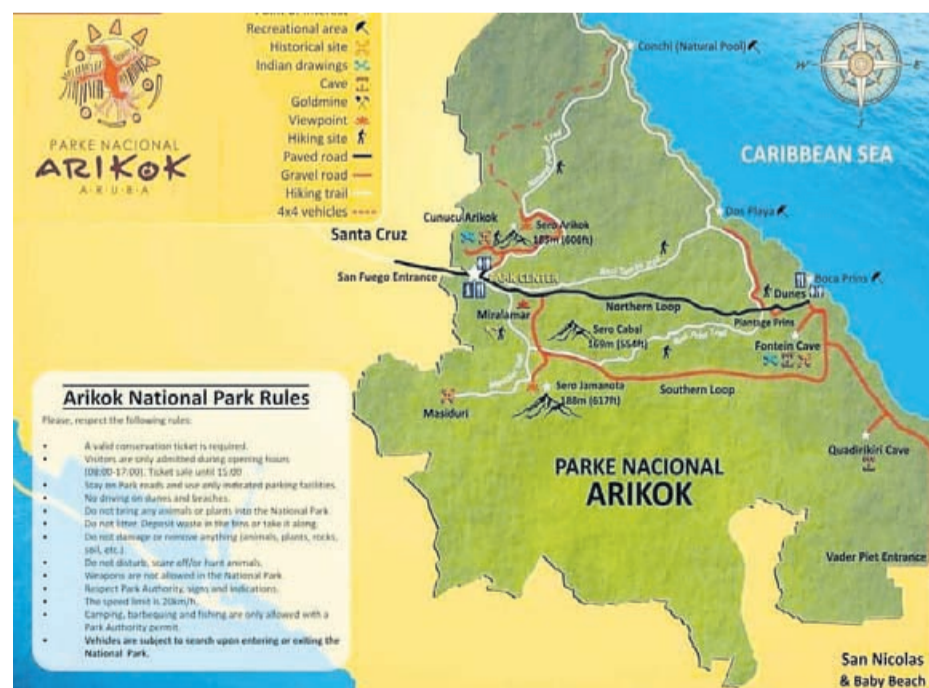 Point of Interest
Recreational area
Historical site
Indian drawings
Cave
Goldmine
Viewpoint
Hiking site
Paved road
Gravel road
Hiking trail
4x4 vehicles
PARKE NACIONAL
ARIKOK
A·R·U·B·A
Conchi (Natural Pool)
W
E
CARIBBEAN SEA
Dos Playa
Cunucu Arikok
Sero Arikok
185m (606ft)
Santa Cruz
San Fuego Entrance
PARK CENTER
Boca Prins
Dunes
Northern Loop
Miralamar
Plantage Prins
Sero Cabai
169m (554ft)
Fontein Cave
Sero Jamanota
188m (617ft)
Southern Loop
Masiduri
Quadirikiri Cave
PARKE NACIONAL
ARIKOK
Vader Piet Entrance
San Nicolas
& Baby Beach
Arikok National Park Rules
Please, respect the following rules:
• A valid conservation ticket is required.
• Visitors are only admitted during opening hours
(08:00-17:00). Ticket sale until 15:00
• Stay on Park roads and use only indicated parking facilities.
• No driving on dunes and beaches.
• Do not bring any animals or plants into the National Park.
• Do not litter. Deposit waste in the bins or take it along.
• Do not damage or remove anything (animals, plants, rocks,
soil, etc.)
• Do not disturb, scare off/or hunt animals.
• Weapons are not allowed in the National Park
• Respect Park Authority, signs and indications.
• The speed limit is 20km/h.
• Camping, barbequing and fishing are only allowed with a
Park Authority permit.
• Vehicles are subject to search upon entering or exiting the
National Park.